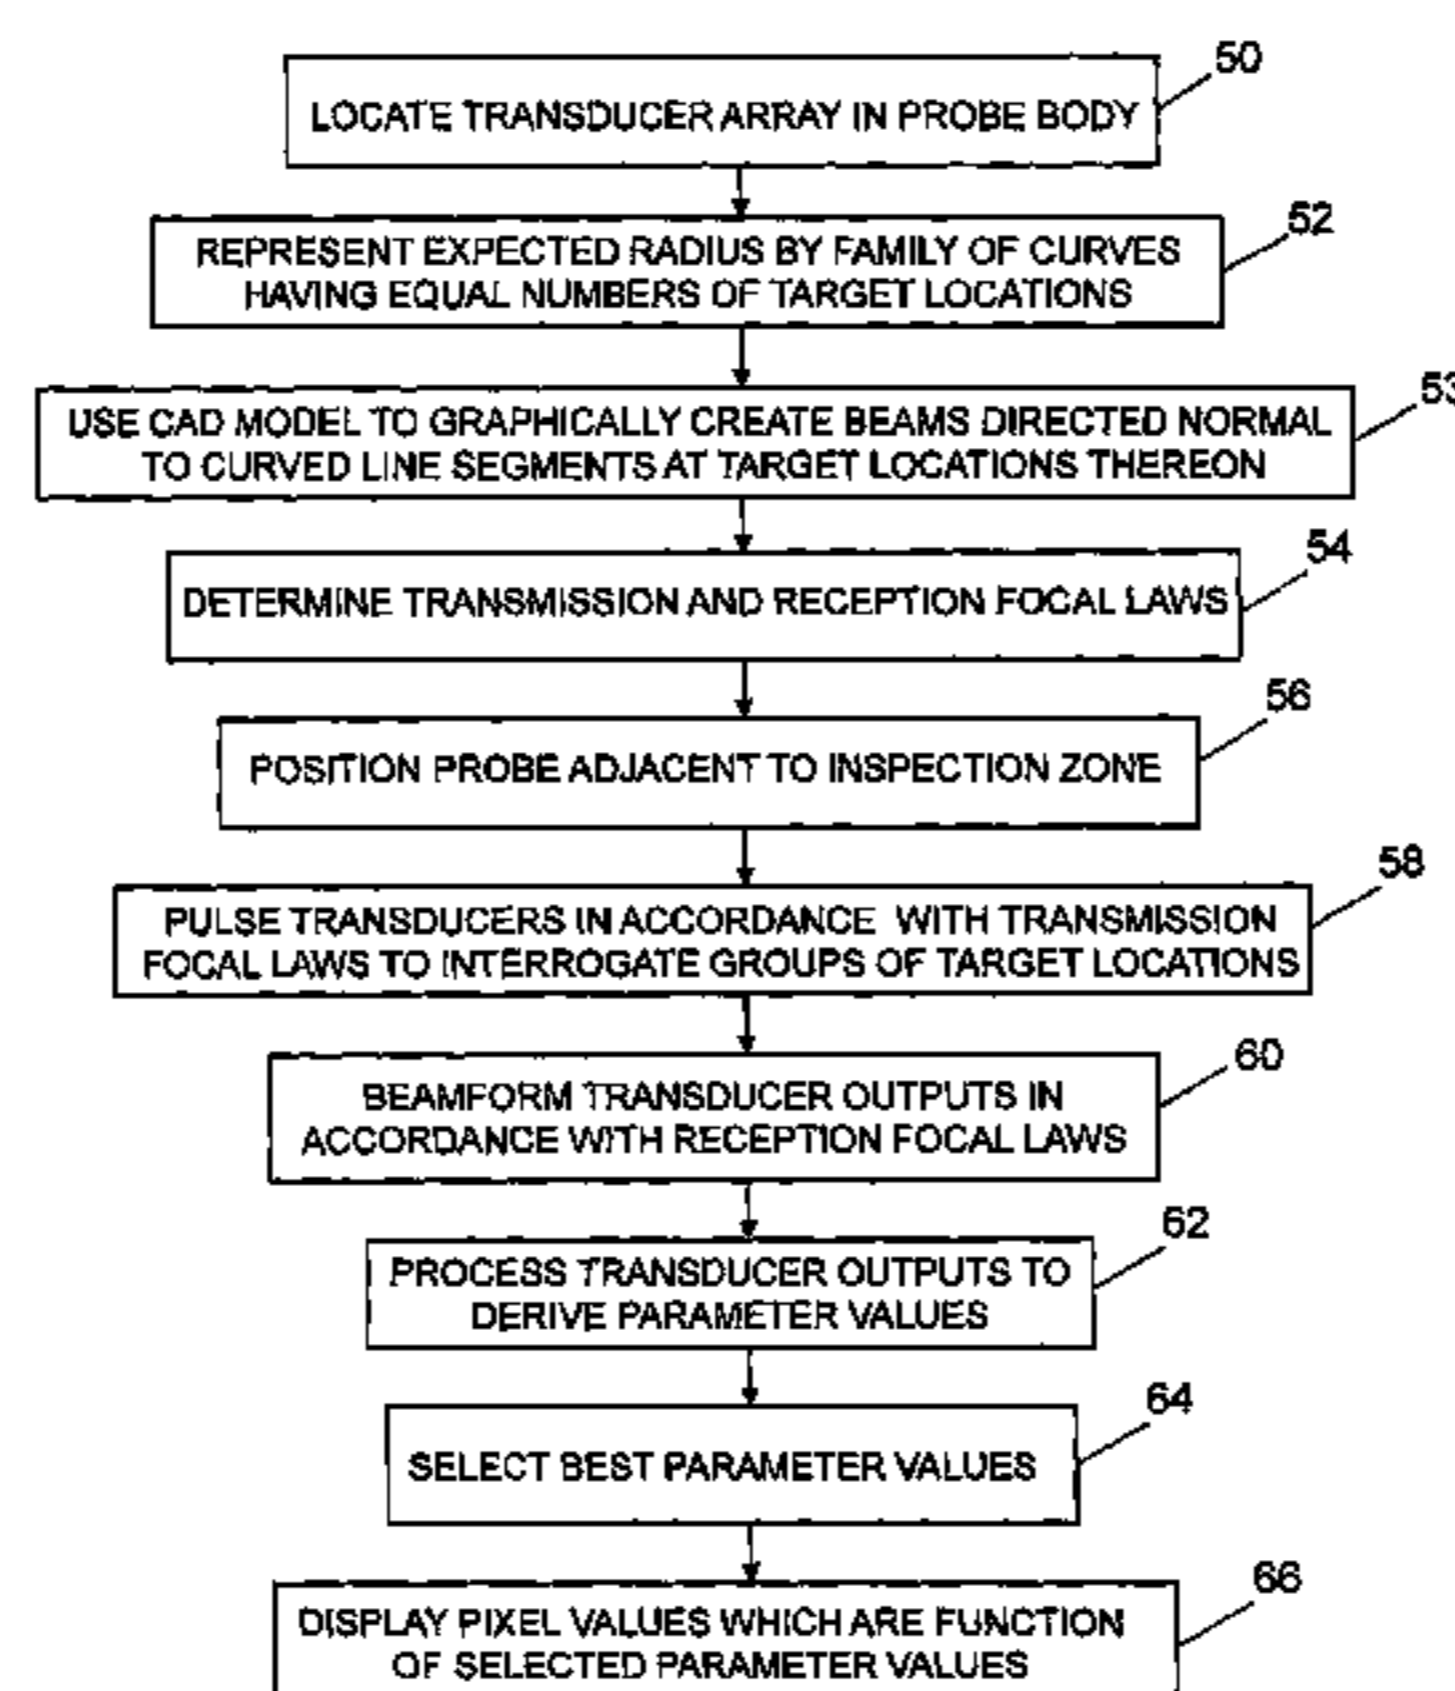 50
LOCATE TRANSDUCER ARRAY IN PROBE BODY
52
REPRESENT EXPECTED RADIUS BY FAMILY OF CURVES
HAVING EQUAL NUMBERS OF TARGET LOCATIONS
53
USE CAD MODEL TO GRAPHICALLY CREATE BEAMS DIRECTED NORMAL
TO CURVED LINE SEGMENTS AT TARGET LOCATIONS THEREON
54
DETERMINE TRANSMISSION AND RECEPTION FOCAL LAWS
56
POSITION PROBE ADJACENT TO INSPECTION ZONE
58
PULSE TRANSDUCERS IN ACCORDANCE WITH TRANSMISSION
FOCAL LAWS TO INTERROGATE GROUPS OF TARGET LOCATIONS
60
BEAMFORM TRANSDUCER OUTPUTS IN
ACCORDANCE WITH RECEPTION FOCAL LAWS
62
PROCESS TRANSDUCER OUTPUTS TO
DERIVE PARAMETER VALUES
64
SELECT BEST PARAMETER VALUES
66
DISPLAY PIXEL VALUES WHICH ARE FUNCTION
OF SELECTED PARAMETER VALUES